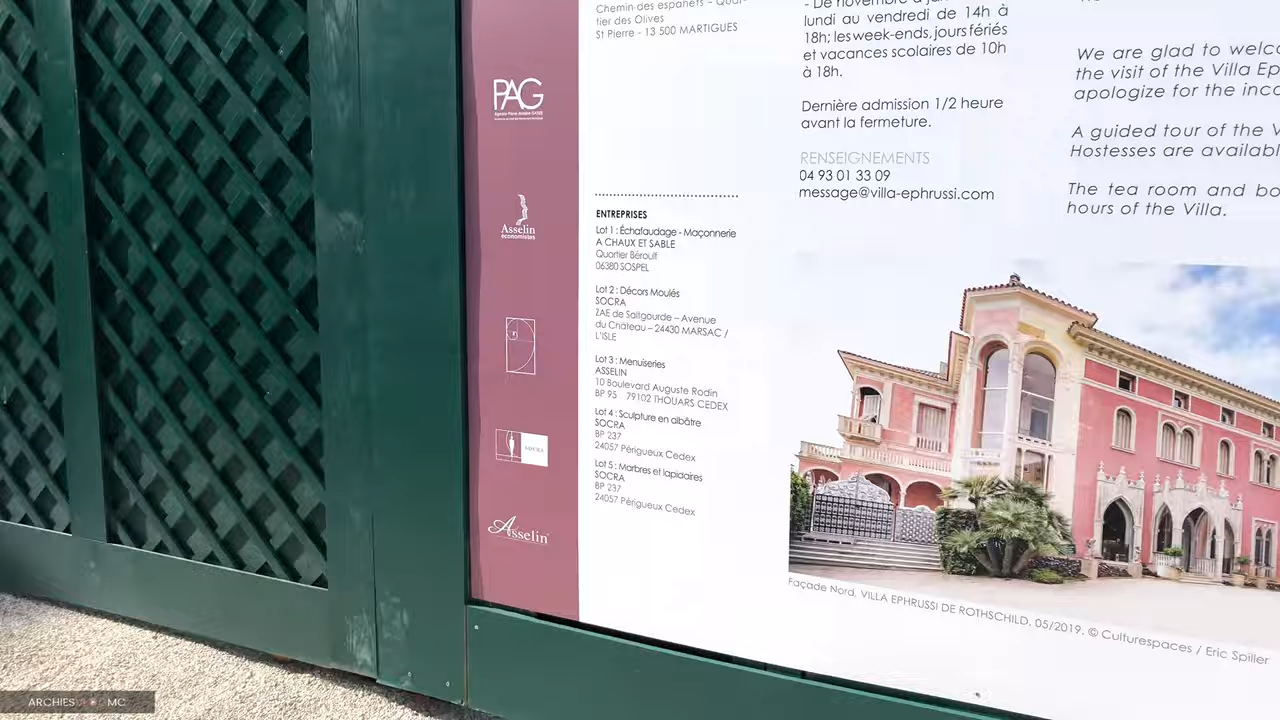 Chemin des espanets – Quar-
tier des Olives
St Pierre - 13 500 MARTIGUES
PAG
Asselin
économistes
SOCRA
Asselin
ENTREPRISES
Lot 1 : Échafaudage - Maçonnerie
A CHAUX ET SABLE
Quartier Béroulf
06380 SOSPEL
Lot 2 : Décors Moulés
SOCRA
ZAE de Saltgourde – Avenue
du Château – 24430 MARSAC /
L'ISLE
Lot 3 : Menuiseries
ASSELIN
10 Boulevard Auguste Rodin
BP 95 79102 THOUARS CEDEX
Lot 4 : Sculpture en albâtre
SOCRA
BP 237
24057 Périgueux Cedex
Lot 5 : Marbres et lapidaires
SOCRA
BP 237
24057 Périgueux Cedex
- De novembre à
lundi au vendredi de 14h à
18h; les week-ends, jours fériés
et vacances scolaires de 10h
à 18h.
Dernière admission 1/2 heure
avant la fermeture.
RENSEIGNEMENTS
04 93 01 33 09
message@villa-ephrussi.com
We are glad to welc
the visit of the Villa Ep
apologize for the inco
A guided tour of the V
Hostesses are availabl
The tea room and bo
hours of the Villa.
Façade Nord, VILLA EPHRUSSI DE ROTHSCHILD, 05/2019. © Culturespaces / Eric Spiller
ARCHIES MC